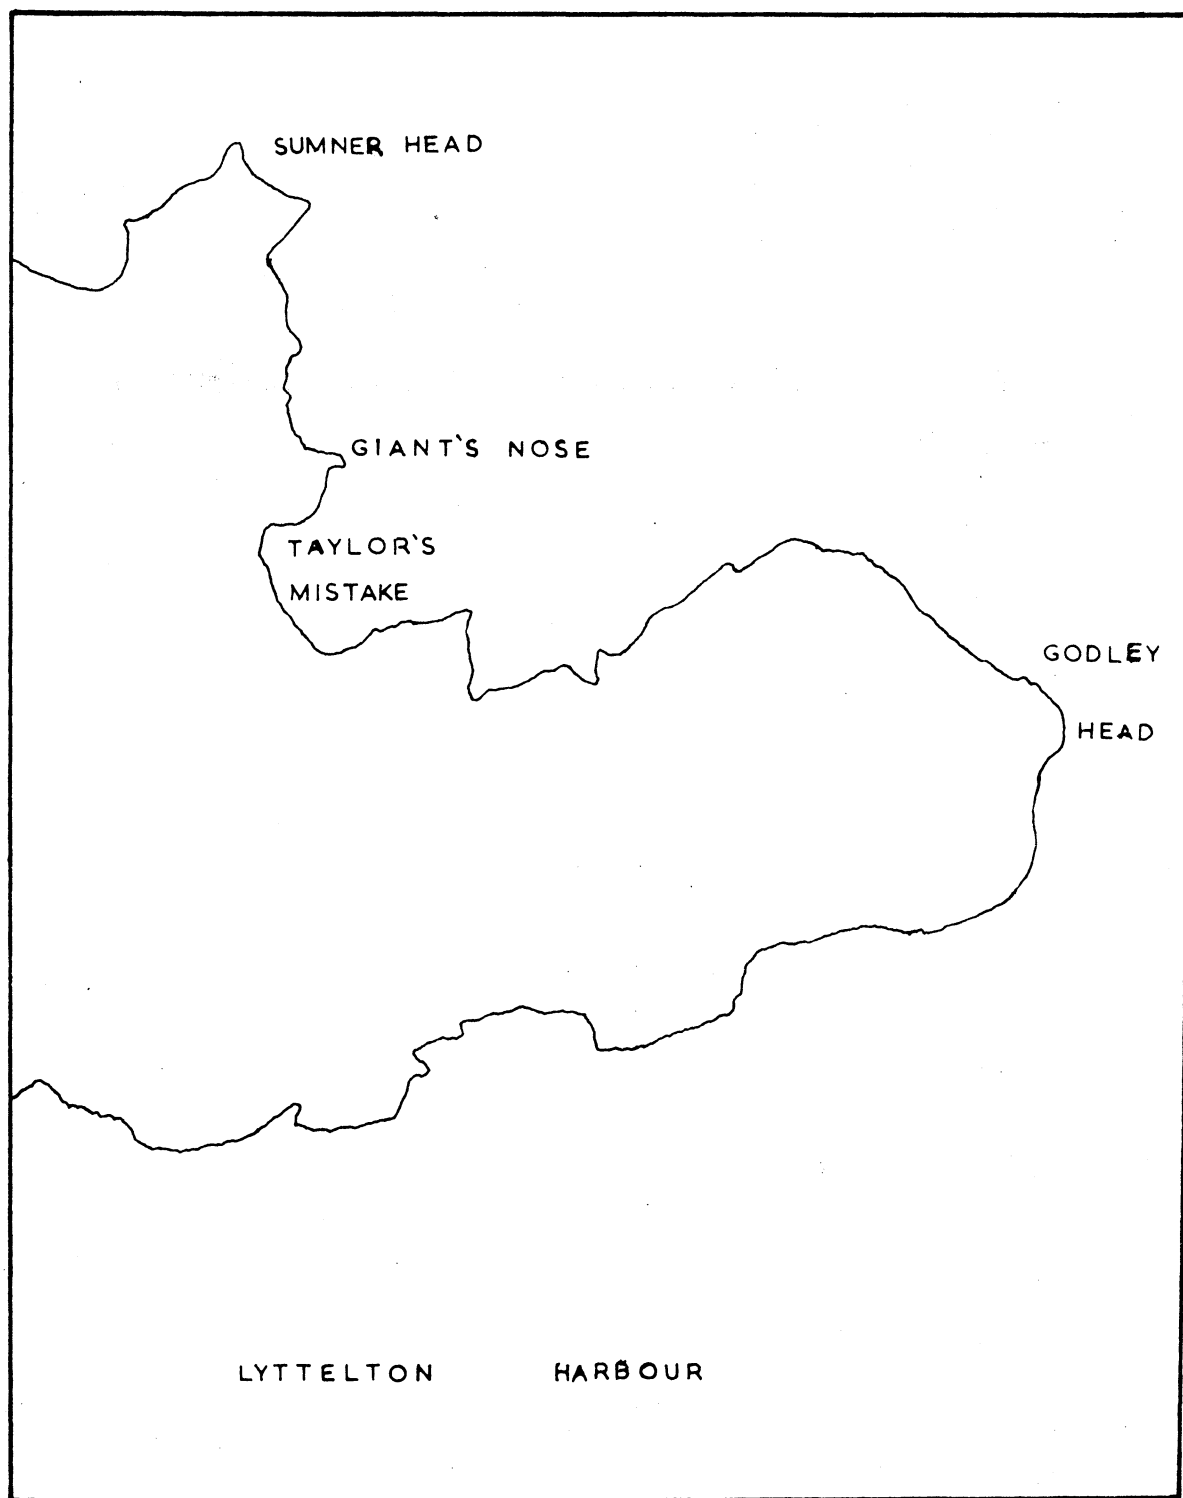 SUMNER HEAD
GIANT'S NOSE
TAYLOR'S
MISTAKE
GODLEY
HEAD
LYTTELTON HARBOUR